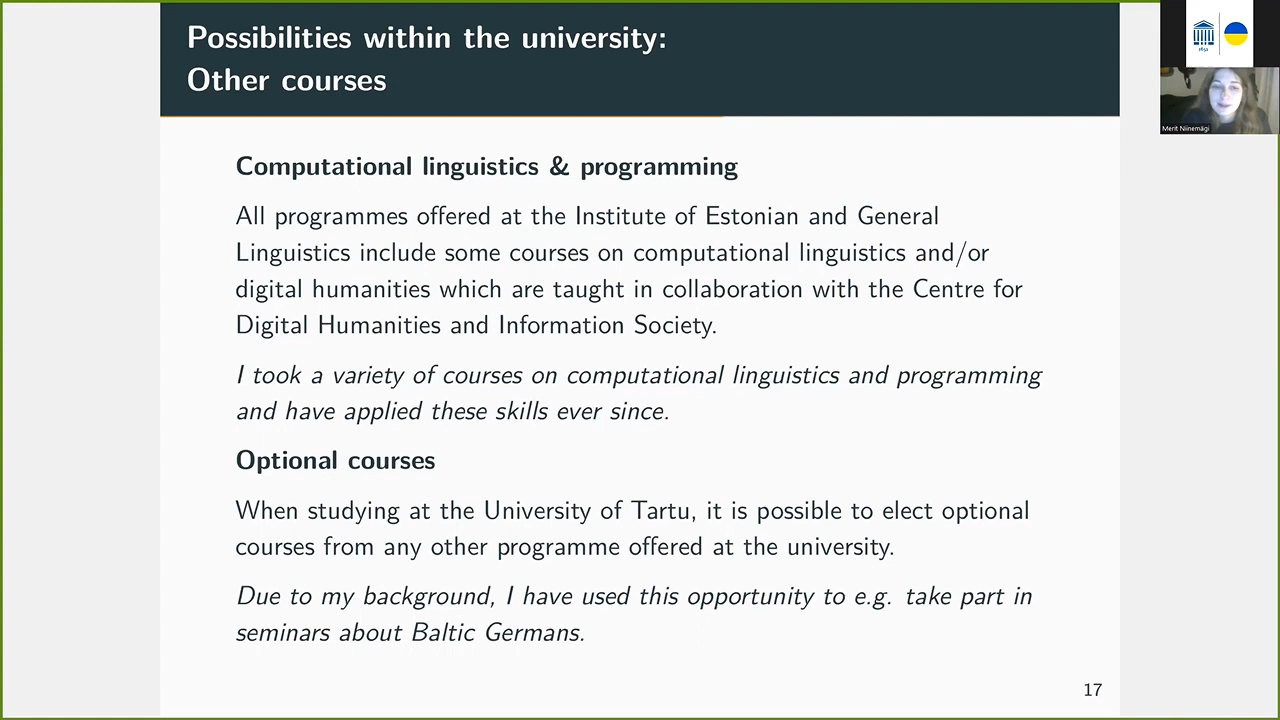 Possibilities within the university:
Other courses
Computational linguistics & programming
All programmes offered at the Institute of Estonian and General
Linguistics include some courses on computational linguistics and/or
digital humanities which are taught in collaboration with the Centre for
Digital Humanities and Information Society.
I took a variety of courses on computational linguistics and programming
and have applied these skills ever since.
Optional courses
When studying at the University of Tartu, it is possible to elect optional
courses from any other programme offered at the university.
Due to my background, I have used this opportunity to e.g. take part in
seminars about Baltic Germans.
17
1632
Merit Niinemägi